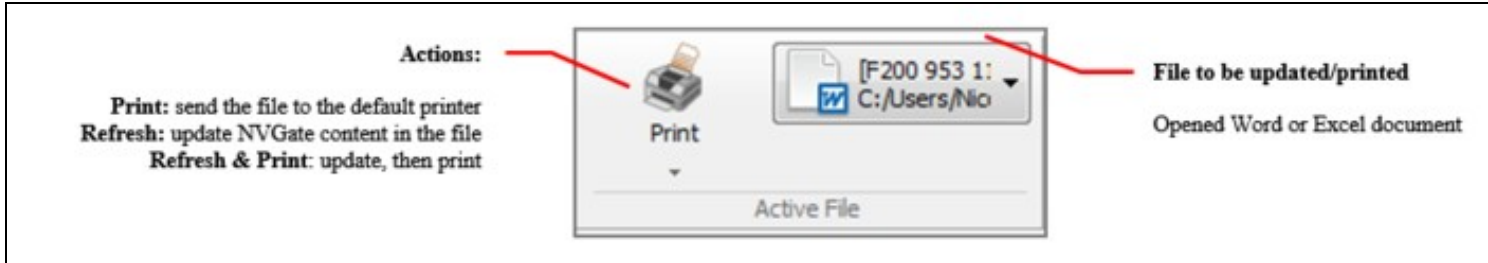 Actions:
Print: send the file to the default printer
Refresh: update NVGate content in the file
Refresh & Print: update, then print
Print
[F200 953 11
C:/Users/Nic
Active File
File to be updated/printed
Opened Word or Excel document